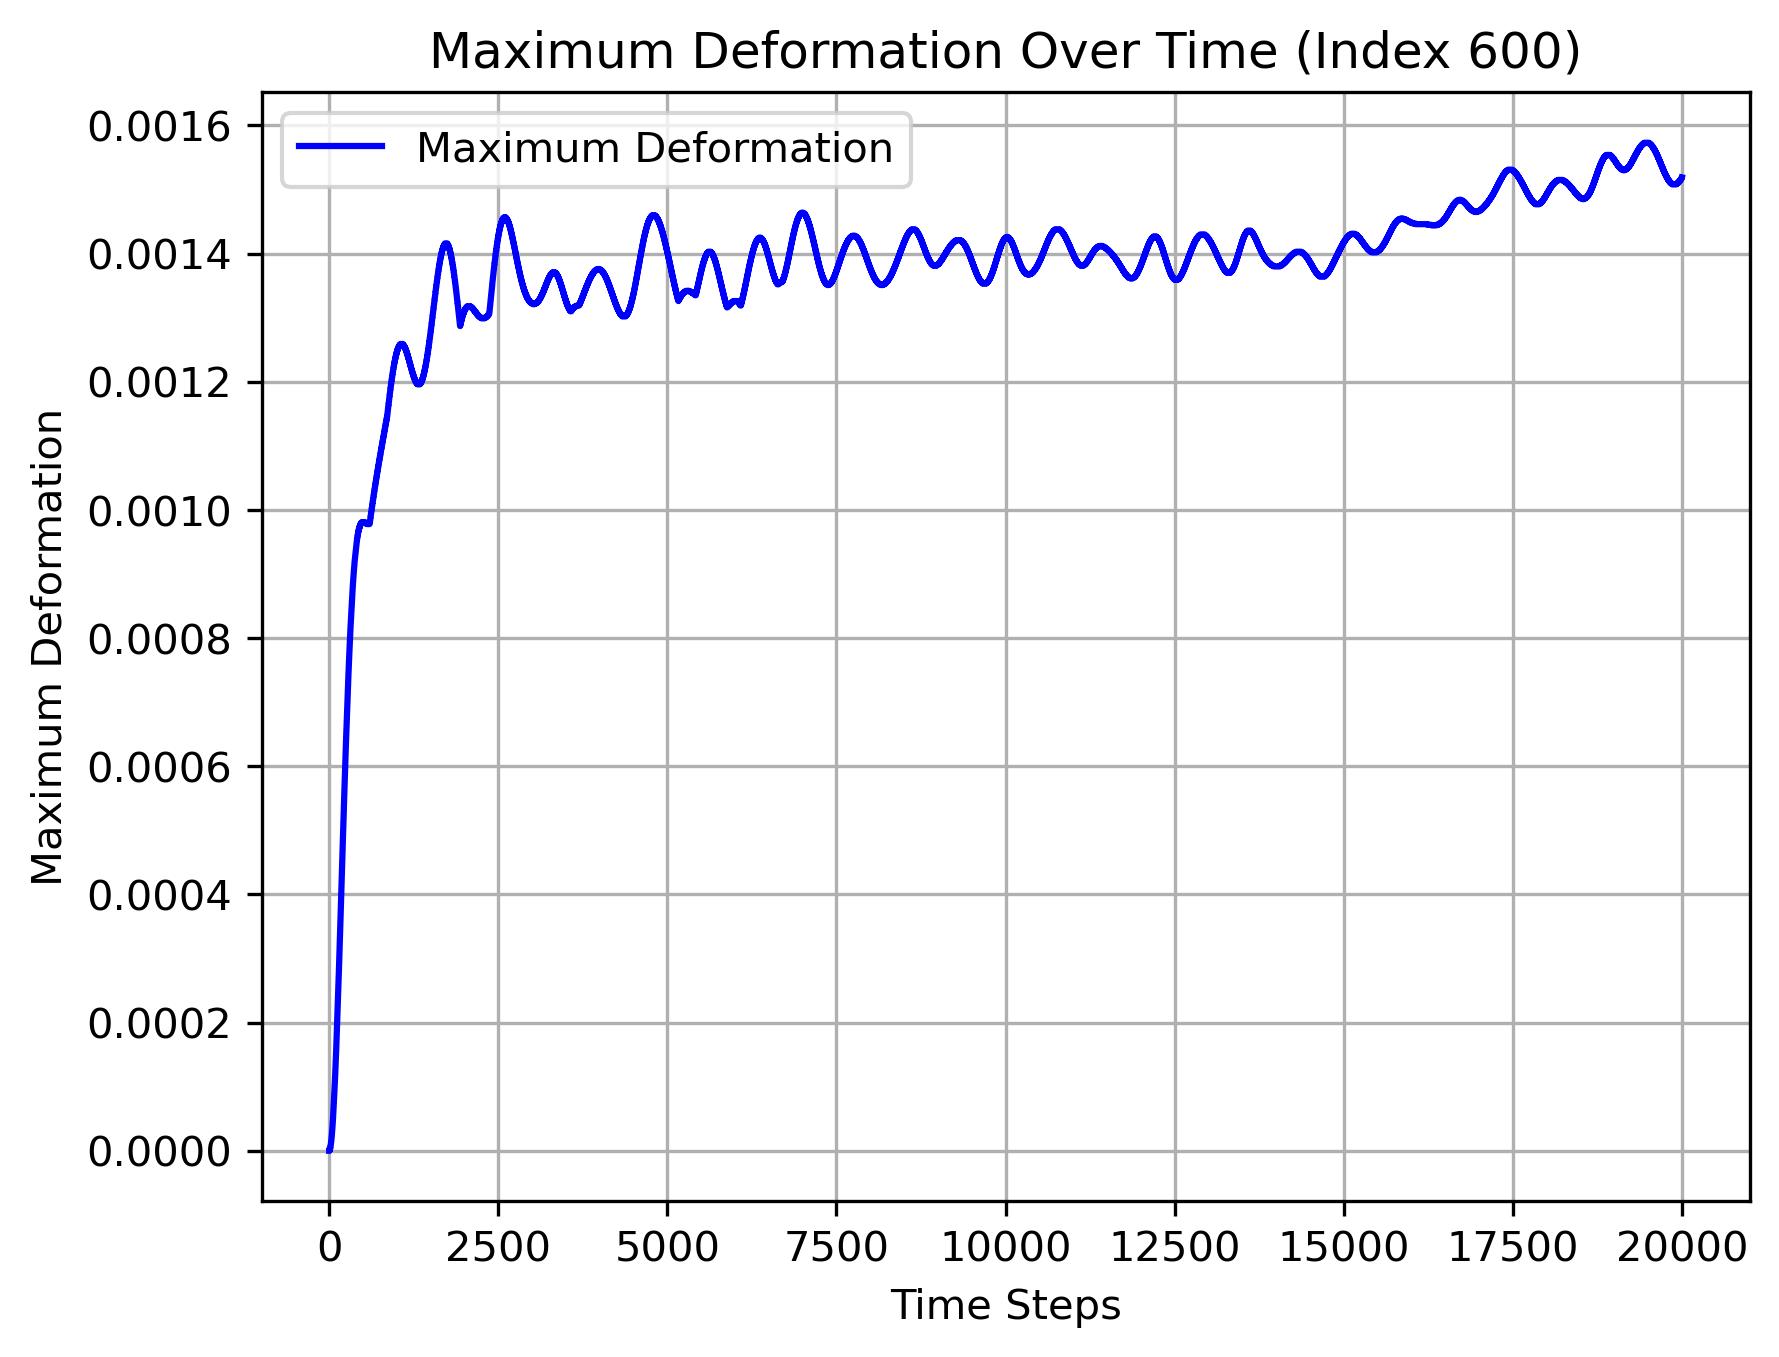 Maximum Deformation Over Time (Index 600)
Maximum Deformation
0.0016
0.0014
0.0012
0.0010
0.0008
0.0006
0.0004
0.0002
0.0000
Maximum Deformation
0 2500 5000 7500 10000 12500 15000 17500 20000
Time Steps